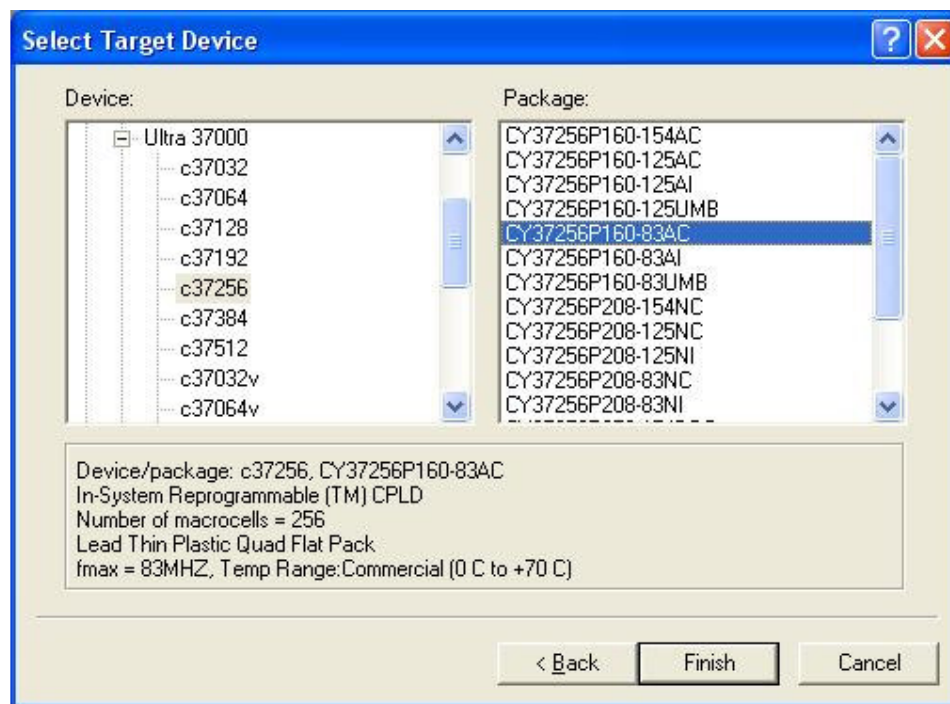 Select Target Device
Device:
Ultra 37000
c37032
c37064
c37128
c37192
c37256
c37384
c37512
c37032v
c37064v
Package:
CY37256P160-154AC
CY37256P160-125AC
CY37256P160-125AI
CY37256P160-125UMB
CY37256P160-83AC
CY37256P160-83AI
CY37256P160-83UMB
CY37256P208-154NC
CY37256P208-125NC
CY37256P208-125NI
CY37256P208-83NC
CY37256P208-83NI
Device/package: c37256, CY37256P160-83AC
In-System Reprogrammable (TM) CPLD
Number of macrocells = 256
Lead Thin Plastic Quad Flat Pack
fmax = 83MHZ, Temp Range:Commercial (0 C to +70 C)
< Back
Finish
Cancel